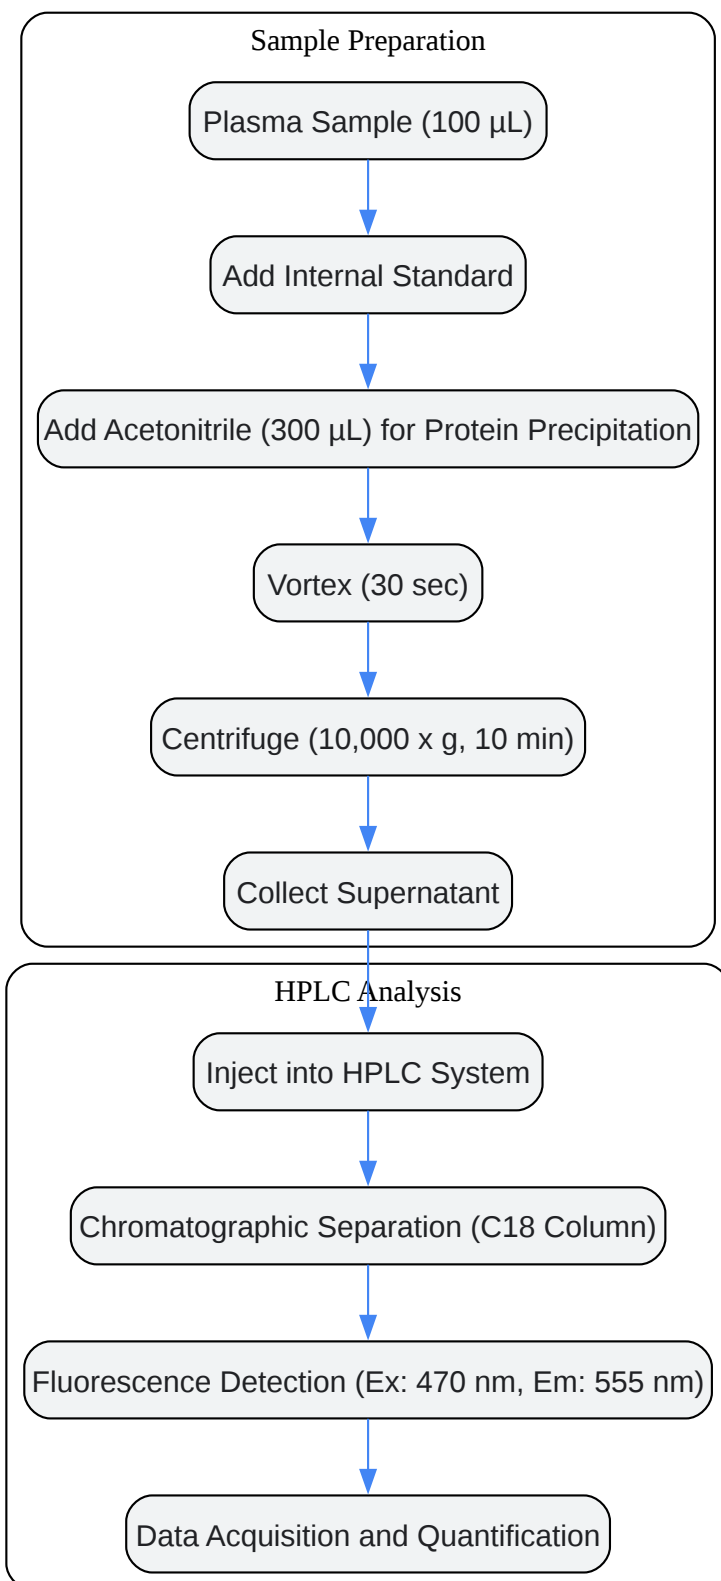 Sample Preparation
Plasma Sample (100 µL)
Add Internal Standard
Add Acetonitrile (300 µL) for Protein Precipitation
Vortex (30 sec)
Centrifuge (10,000 x g, 10 min)
Collect Supernatant
HPLC Analysis
Inject into HPLC System
Chromatographic Separation (C18 Column)
Fluorescence Detection (Ex: 470 nm, Em: 555 nm)
Data Acquisition and Quantification